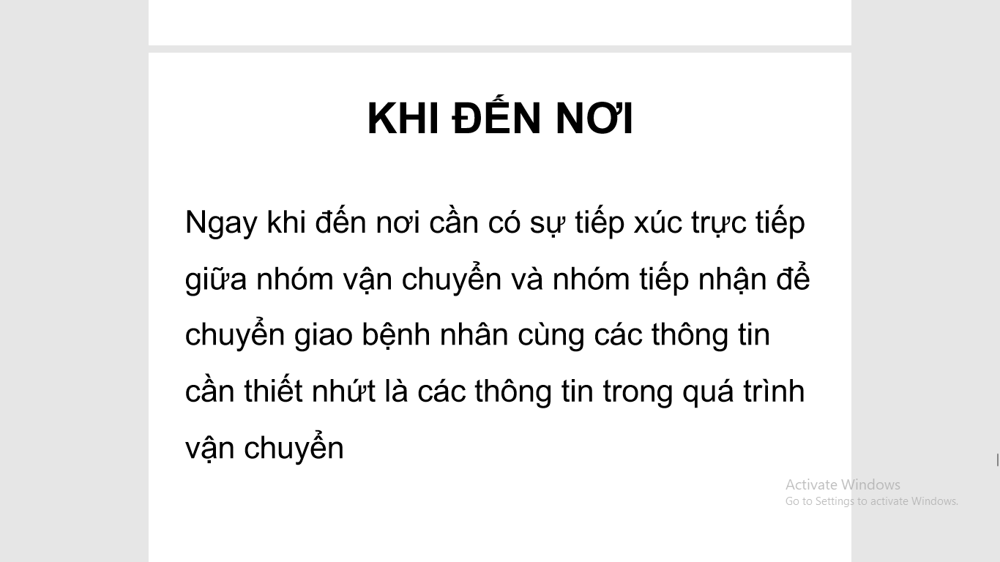 KHI ĐẾN NƠI
Ngay khi đến nơi cần có sự tiếp xúc trực tiếp
giữa nhóm vận chuyển và nhóm tiếp nhận để
chuyển giao bệnh nhân cùng các thông tin
cần thiết nhứt là các thông tin trong quá trình
vận chuyển
Activate Windows
Go to Settings to activate Windows.